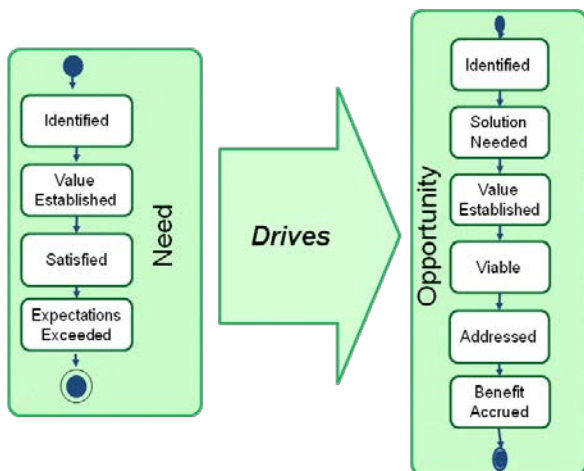 Identified
Value
Established
Satisfied
Expectations
Exceeded
Need
Drives
Opportunity
Identified
Solution
Needed
Value
Established
Viable
Addressed
Benefit
Accrued